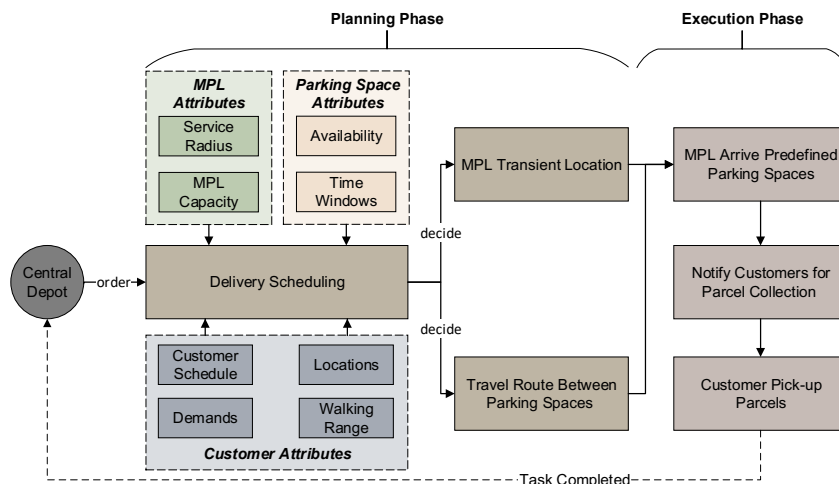 Planning Phase
Execution Phase
MPL
Attributes
Service
Radius
MPL
Capacity
Parking Space
Attributes
Availability
Time
Windows
MPL Transient Location
MPL Arrive Predefined
Parking Spaces
decide
Central
Depot
order
Delivery Scheduling
Notify Customers for
Parcel Collection
decide
Customer
Schedule
Locations
Demands
Walking
Range
Customer Attributes
Travel Route Between
Parking Spaces
Customer Pick-up
Parcels
Task Completed